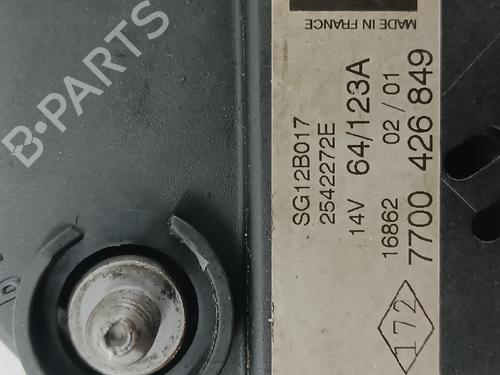 B-PARTS
MADE IN FRANCE
SG12B017
2542272E
14V 64/123A
16862 02/01
7700 426 849
172